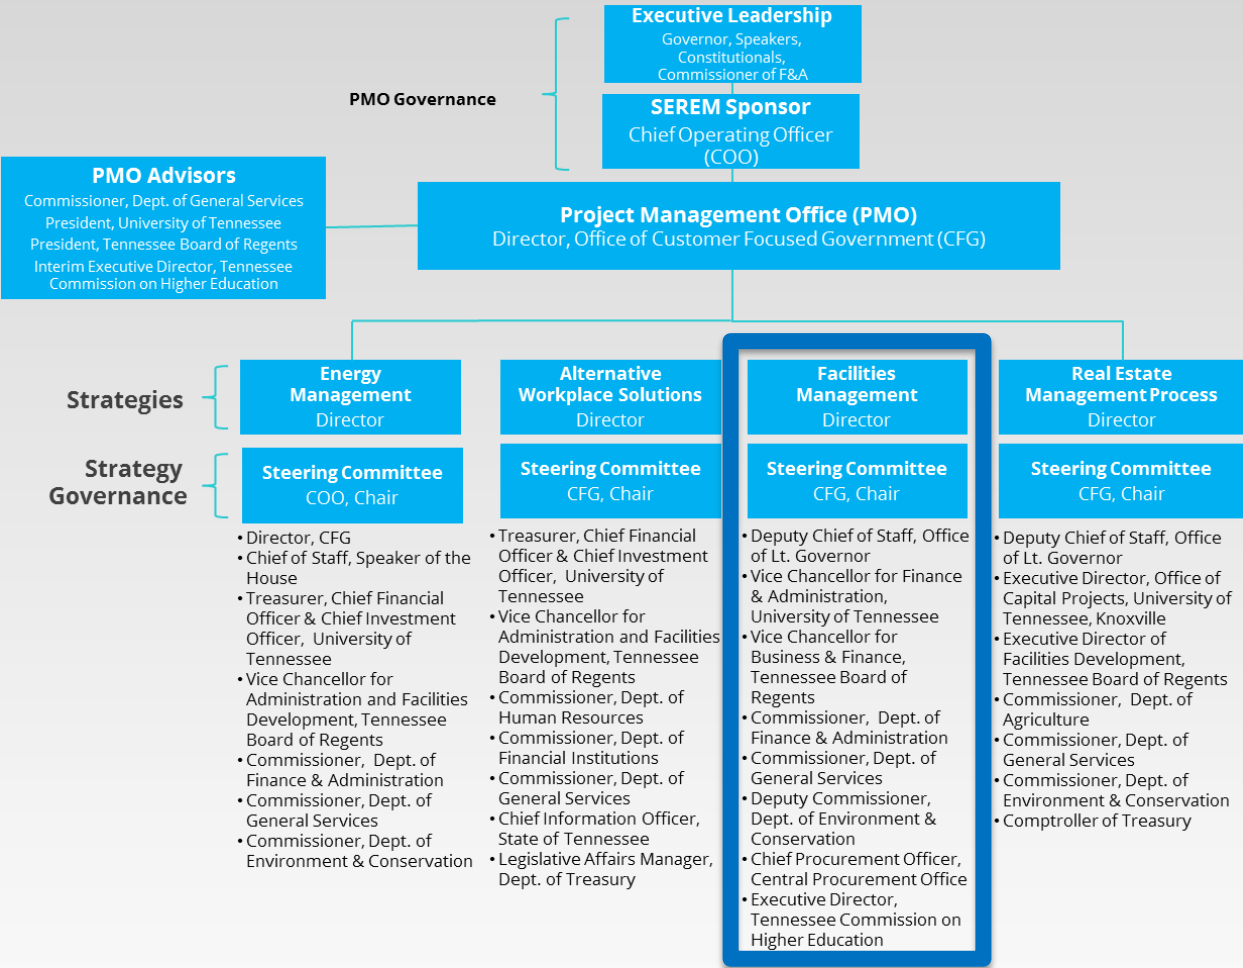 Executive Leadership
Governor, Speakers,
Constitutionals,
Commissioner of F&A
PMO Governance
SEREM Sponsor
Chief Operating Officer
(COO)
PMO Advisors
Commissioner, Dept. of General Services
President, University of Tennessee
President, Tennessee Board of Regents
Interim Executive Director, Tennessee
Commission on Higher Education
Project Management Office (PMO)
Director, Office of Customer Focused Government (CFG)
Strategies
Energy
Management
Director
Alternative
Workplace Solutions
Director
Facilities
Management
Director
Real Estate
Management Process
Director
Strategy
Governance
Steering Committee
COO, Chair
Steering Committee
CFG, Chair
Steering Committee
CFG, Chair
Steering Committee
CFG, Chair
• Director, CFG
• Chief of Staff, Speaker of the
House
• Treasurer, Chief Financial
Officer & Chief Investment
Officer, University of
Tennessee
• Vice Chancellor for
Administration and Facilities
Development, Tennessee
Board of Regents
• Commissioner, Dept. of
Finance & Administration
• Commissioner, Dept. of
General Services
• Commissioner, Dept. of
Environment & Conservation
• Treasurer, Chief Financial
Officer & Chief Investment
Officer, University of
Tennessee
• Vice Chancellor for
Administration and Facilities
Development, Tennessee
Board of Regents
• Commissioner, Dept. of
Human Resources
• Commissioner, Dept. of
Financial Institutions
• Commissioner, Dept. of
General Services
• Chief Information Officer,
State of Tennessee
• Legislative Affairs Manager,
Dept. of Treasury
• Deputy Chief of Staff, Office
of Lt. Governor
• Vice Chancellor for Finance
& Administration,
University of Tennessee
• Vice Chancellor for
Business & Finance,
Tennessee Board of
Regents
• Commissioner, Dept. of
Finance & Administration
• Commissioner, Dept. of
General Services
• Deputy Commissioner,
Dept. of Environment &
Conservation
• Chief Procurement Officer,
Central Procurement Office
• Executive Director,
Tennessee Commission on
Higher Education
• Deputy Chief of Staff, Office
of Lt. Governor
• Executive Director, Office of
Capital Projects, University of
Tennessee, Knoxville
• Executive Director of
Facilities Development,
Tennessee Board of Regents
• Commissioner, Dept. of
Agriculture
• Commissioner, Dept. of
General Services
• Commissioner, Dept. of
Environment & Conservation
• Comptroller of Treasury